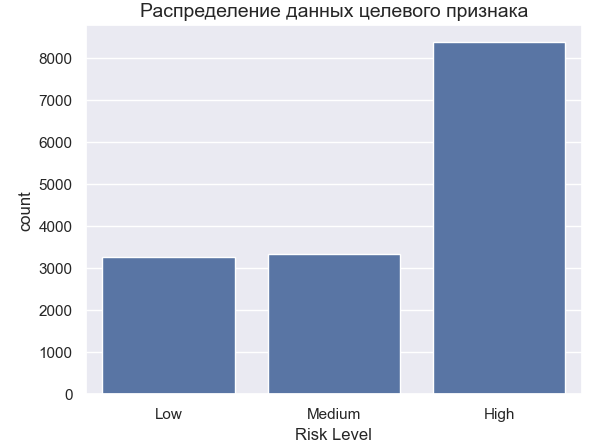 Распределение данных целевого признака
8000
7000
6000
5000
4000
3000
2000
1000
0
count
Low Medium High
Risk Level